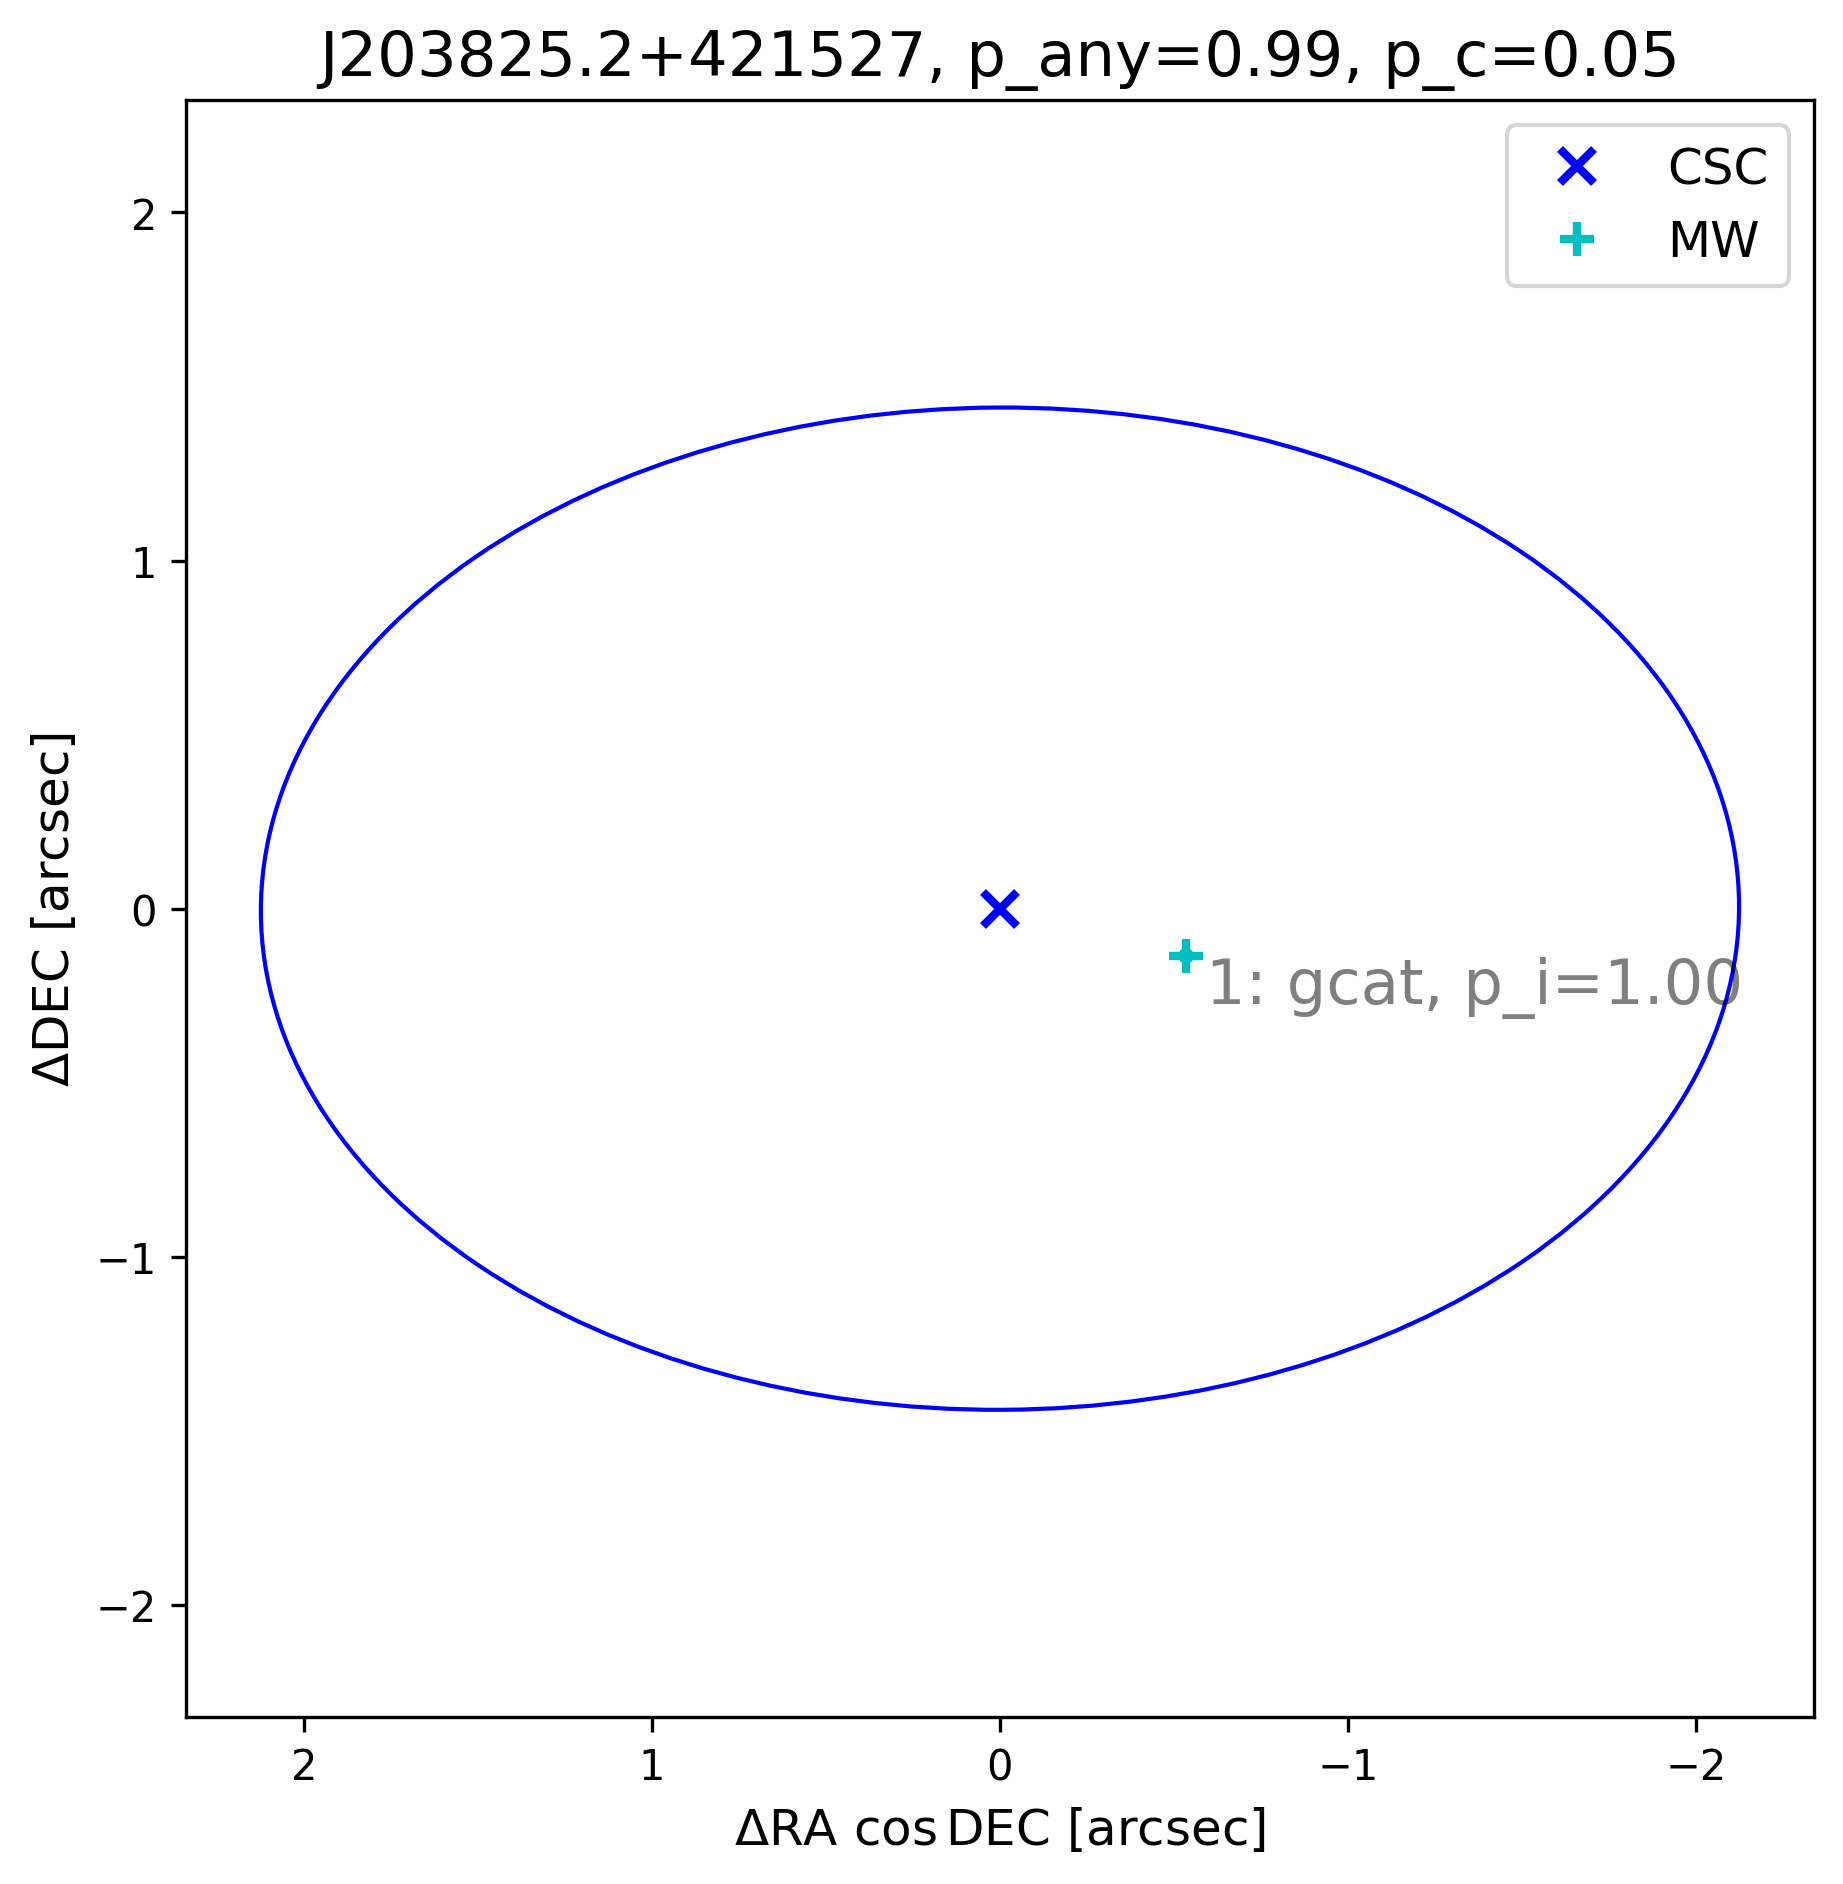 J203825.2+421527, p_any=0.99, p_c=0.05
CSC
MW
2
1
0
−1
−2
ΔDEC [arcsec]
1: gcat, p_i=1.00
2
1
0
−1
−2
ΔRA cos DEC [arcsec]